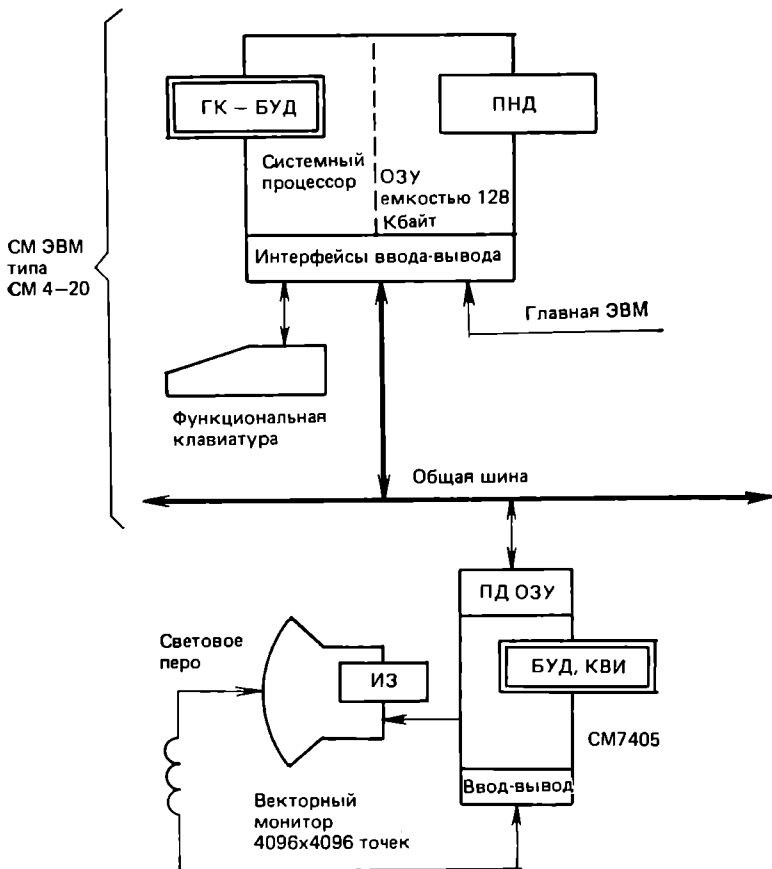 ГК – БУД
ПНД
Системный
процессор
ОЗУ
емкостью 128
Кбайт
Интерфейсы ввода-вывода
СМ ЭВМ
типа
СМ 4–20
Главная ЭВМ
Функциональная
клавиатура
Общая шина
ПД ОЗУ
Световое
перо
ИЗ
БУД, КВИ
СМ7405
Ввод-вывод
Векторный
монитор
4096х4096 точек